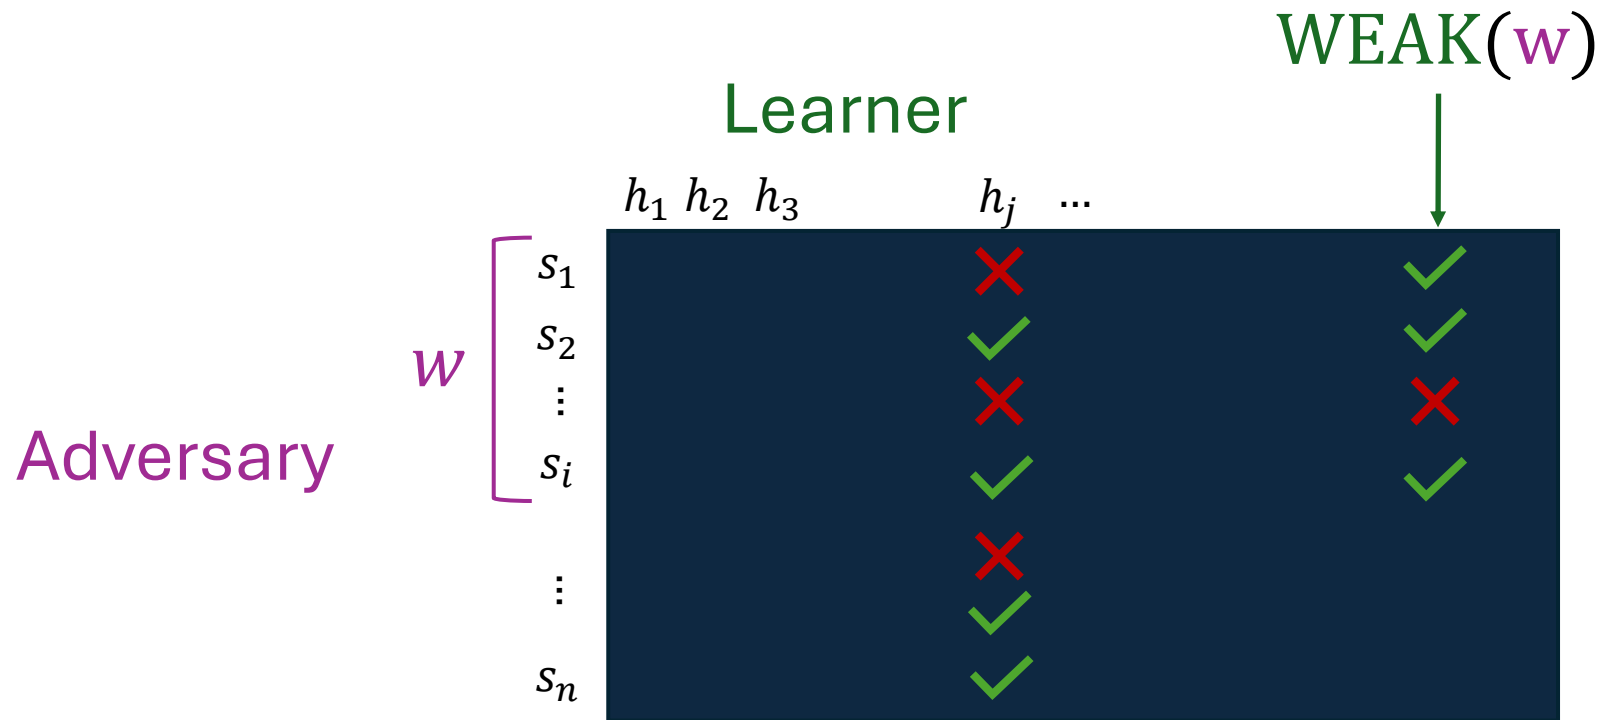 WEAK(w)
Learner
h₁ h₂ h₃ hⱼ ...
s₁
s₂
w
⋮
Adversary
sᵢ
⋮
sₙ